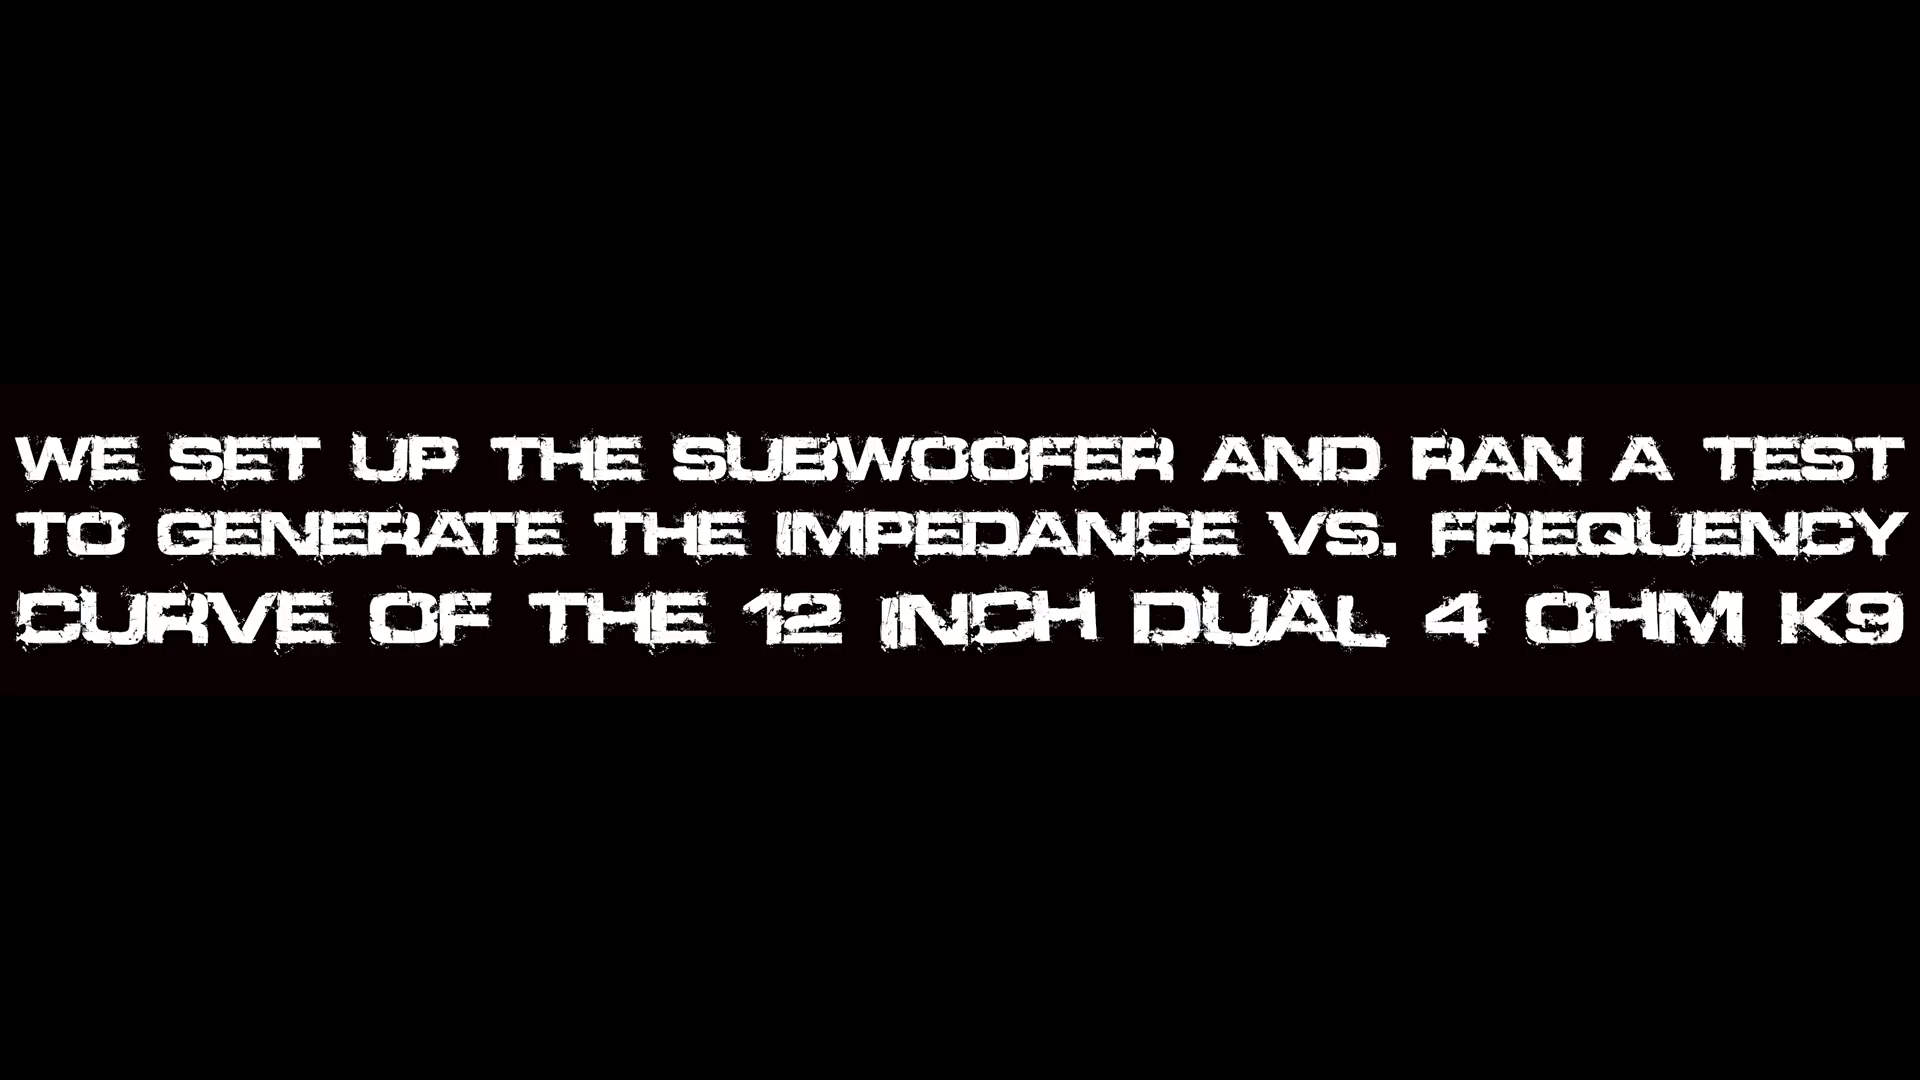 WE SET UP THE SUBWOOFER AND RAN A TEST
TO GENERATE THE IMPEDANCE VS. FREQUENCY
CURVE OF THE 12 INCH DUAL 4 OHM K9